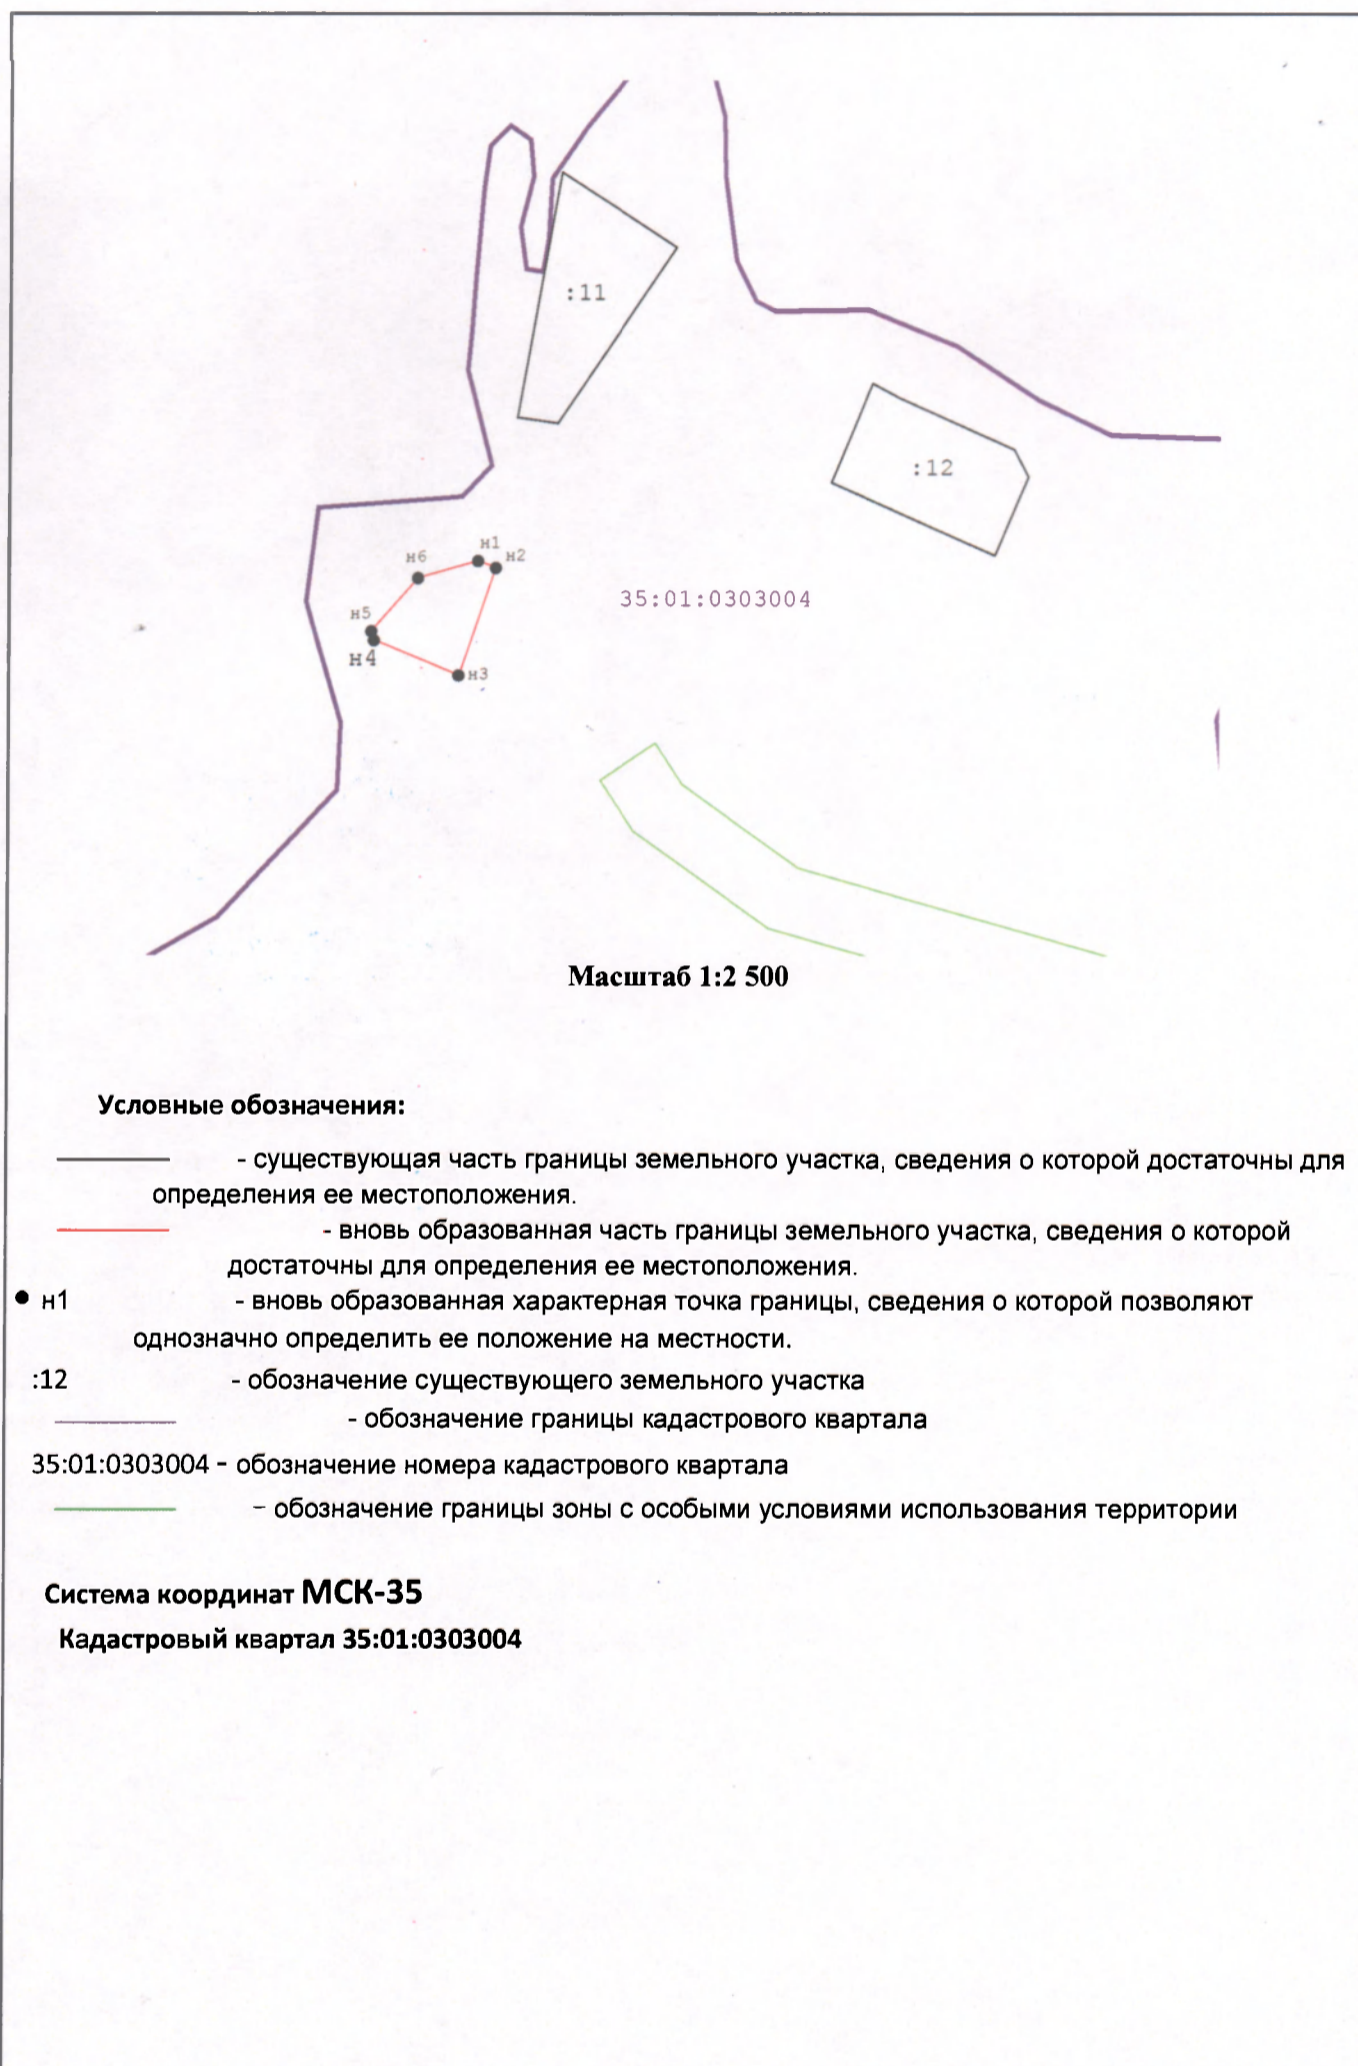 :11
:12
н1
н2
н6
35:01:0303004
н5
н4
н3
Масштаб 1:2 500
Условные обозначения:
- существующая часть границы земельного участка, сведения о которой достаточны для
определения ее местоположения.
- вновь образованная часть границы земельного участка, сведения о которой
достаточны для определения ее местоположения.
● н1 - вновь образованная характерная точка границы, сведения о которой позволяют
однозначно определить ее положение на местности.
:12 - обозначение существующего земельного участка
- обозначение границы кадастрового квартала
35:01:0303004 – обозначение номера кадастрового квартала
– обозначение границы зоны с особыми условиями использования территории
Система координат МСК-35
Кадастровый квартал 35:01:0303004